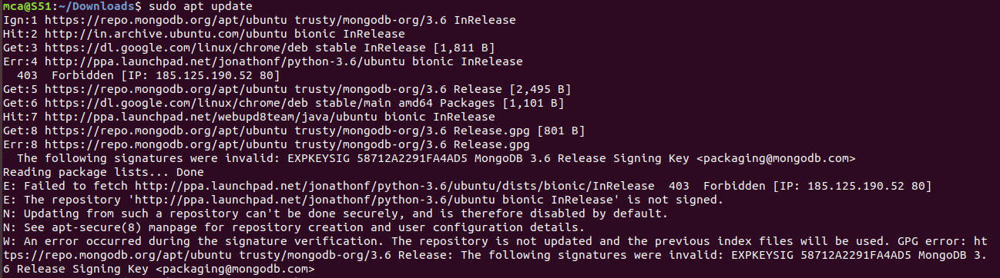 mca@S51:~/Downloads$ sudo apt update
Ign:1 https://repo.mongodb.org/apt/ubuntu trusty/mongodb-org/3.6 InRelease
Hit:2 http://in.archive.ubuntu.com/ubuntu bionic InRelease
Get:3 https://dl.google.com/linux/chrome/deb stable InRelease [1,811 B]
Err:4 http://ppa.launchpad.net/jonathonf/python-3.6/ubuntu bionic InRelease
  403  Forbidden [IP: 185.125.190.52 80]
Get:5 https://repo.mongodb.org/apt/ubuntu trusty/mongodb-org/3.6 Release [2,495 B]
Get:6 https://dl.google.com/linux/chrome/deb stable/main amd64 Packages [1,101 B]
Hit:7 http://ppa.launchpad.net/webupd8team/java/ubuntu bionic InRelease
Get:8 https://repo.mongodb.org/apt/ubuntu trusty/mongodb-org/3.6 Release.gpg [801 B]
Err:8 https://repo.mongodb.org/apt/ubuntu trusty/mongodb-org/3.6 Release.gpg
  The following signatures were invalid: EXPKEYSIG 58712A2291FA4AD5 MongoDB 3.6 Release Signing Key <packaging@mongodb.com>
Reading package lists... Done
E: Failed to fetch http://ppa.launchpad.net/jonathonf/python-3.6/ubuntu/dists/bionic/InRelease  403  Forbidden [IP: 185.125.190.52 80]
E: The repository 'http://ppa.launchpad.net/jonathonf/python-3.6/ubuntu bionic InRelease' is not signed.
N: Updating from such a repository can't be done securely, and is therefore disabled by default.
N: See apt-secure(8) manpage for repository creation and user configuration details.
W: An error occurred during the signature verification. The repository is not updated and the previous index files will be used. GPG error: ht
tps://repo.mongodb.org/apt/ubuntu trusty/mongodb-org/3.6 Release: The following signatures were invalid: EXPKEYSIG 58712A2291FA4AD5 MongoDB 3.
6 Release Signing Key <packaging@mongodb.com>